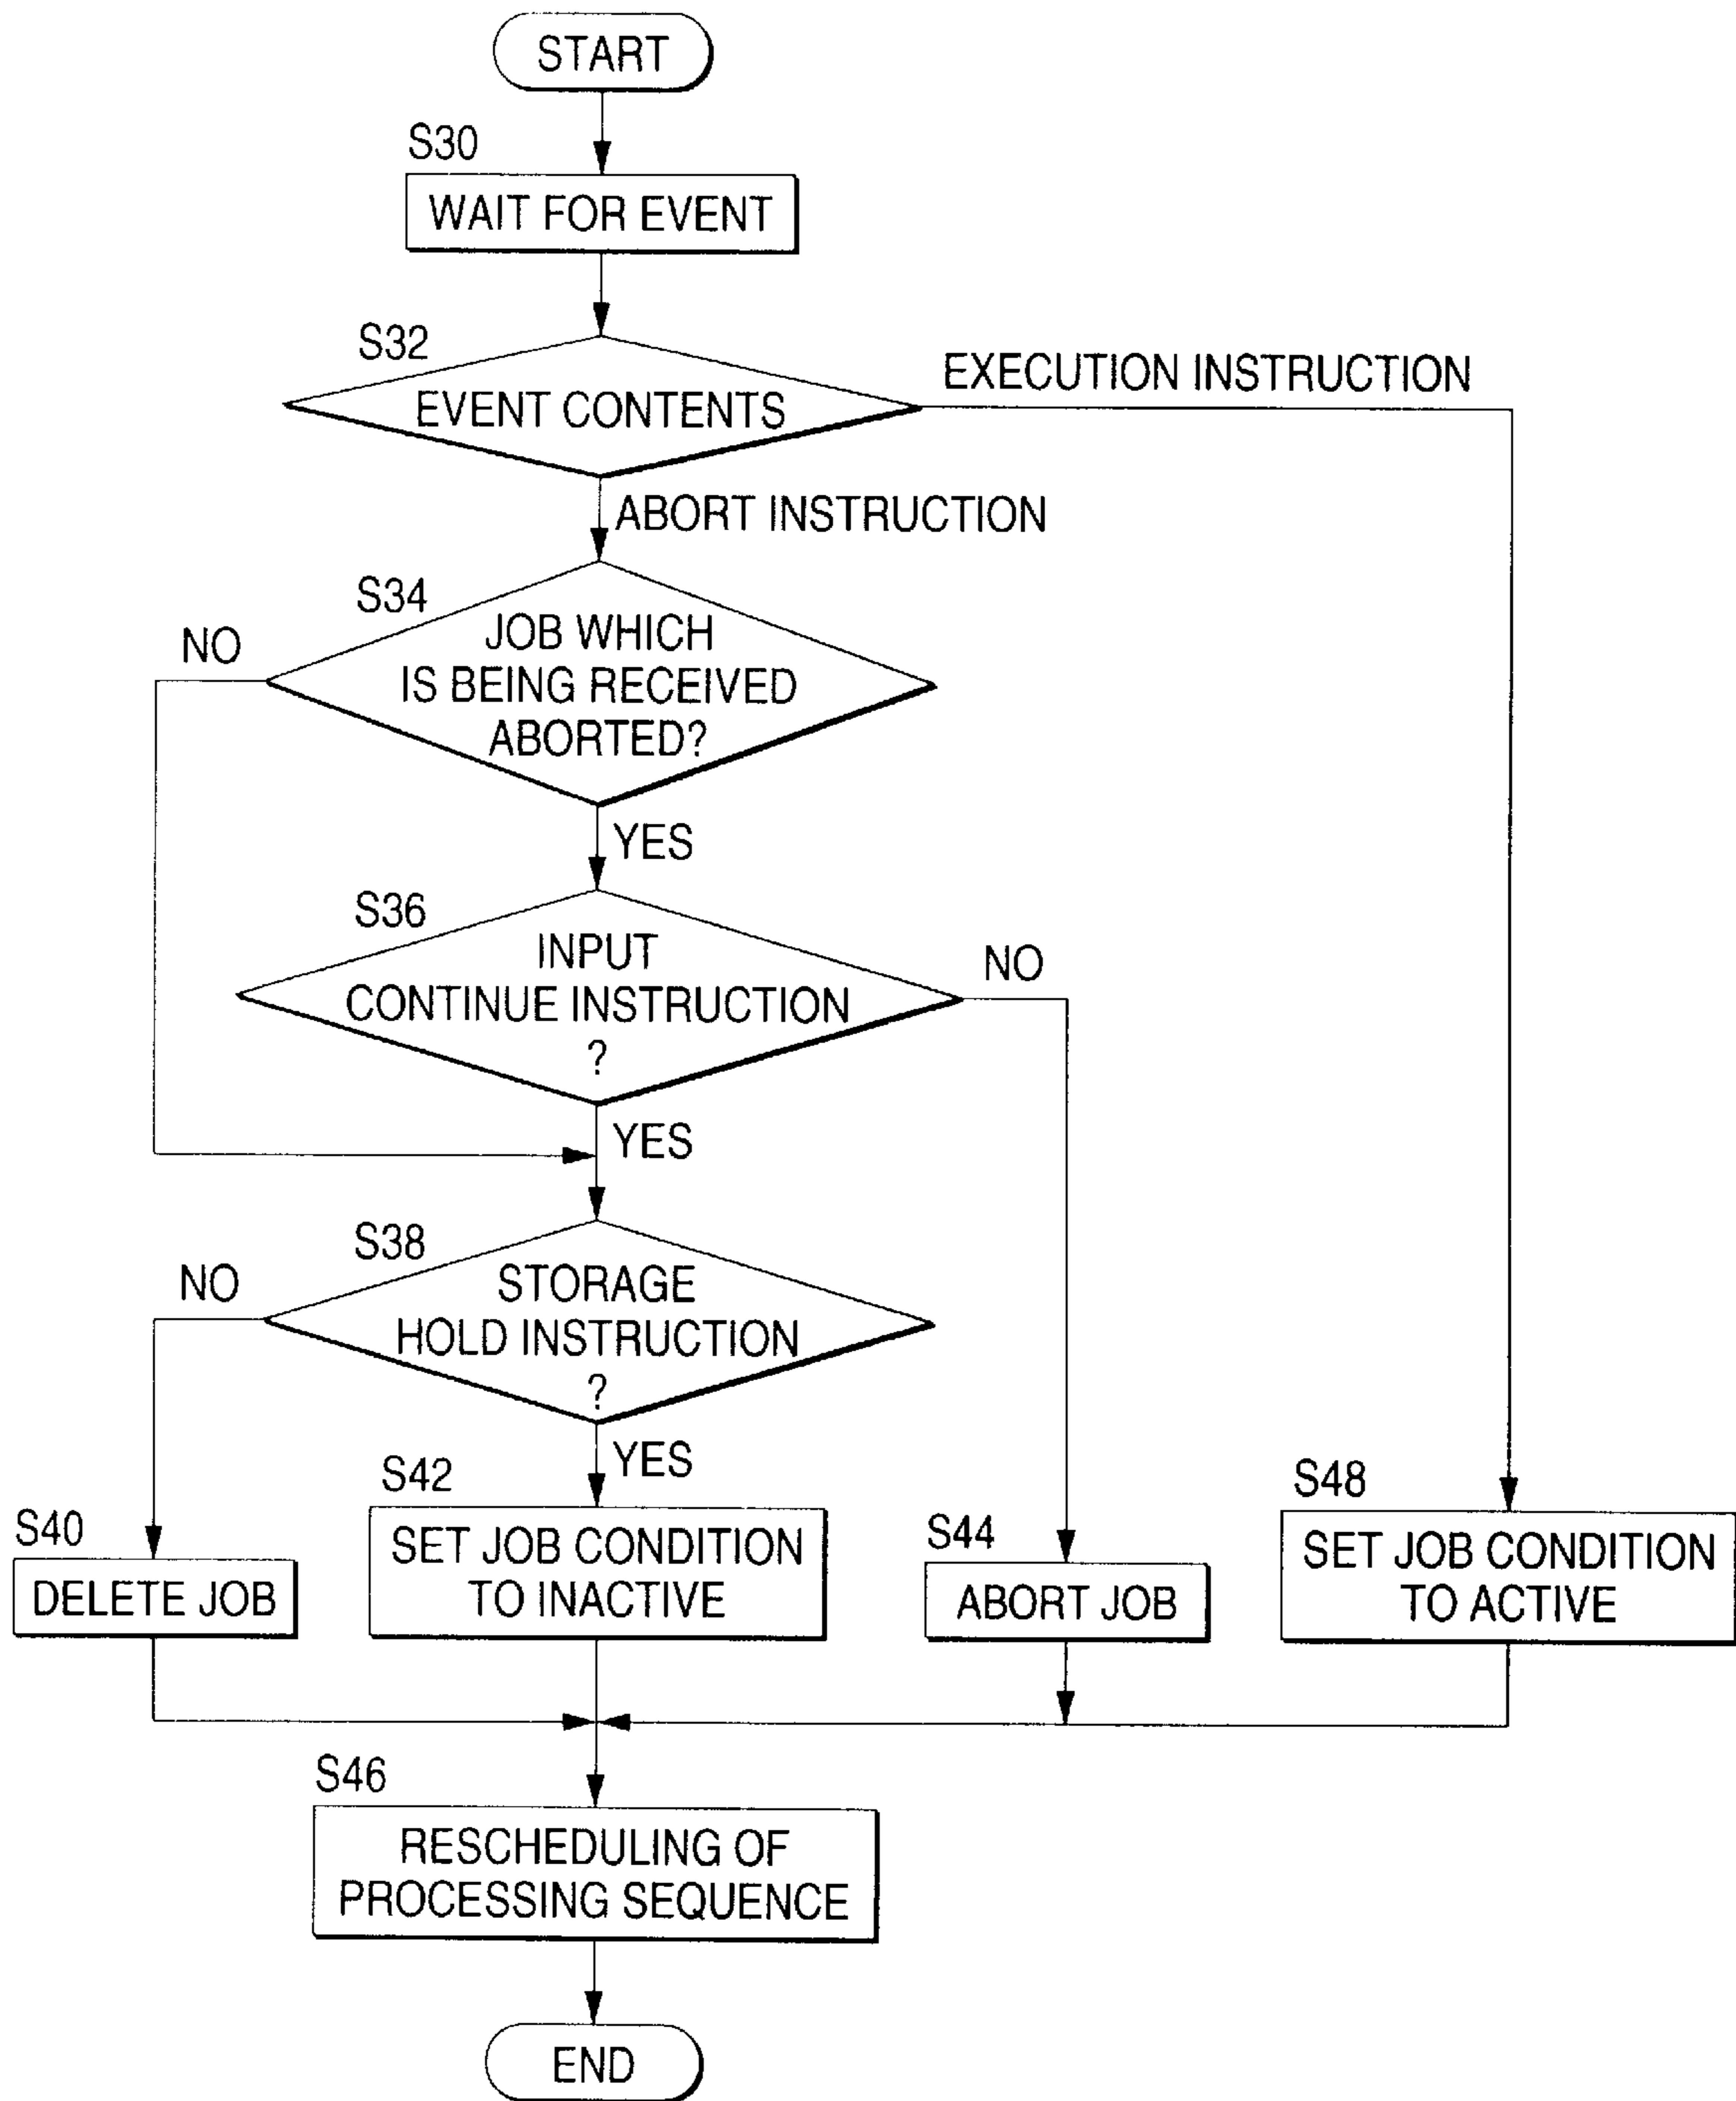 START
S30
WAIT FOR EVENT
S32
EVENT CONTENTS
EXECUTION INSTRUCTION
ABORT INSTRUCTION
S34
NO
JOB WHICH
IS BEING RECEIVED
ABORTED?
YES
S36
INPUT
CONTINUE INSTRUCTION
?
NO
YES
S38
NO
STORAGE
HOLD INSTRUCTION
?
YES
S40
DELETE JOB
S42
SET JOB CONDITION
TO INACTIVE
S44
ABORT JOB
S48
SET JOB CONDITION
TO ACTIVE
S46
RESCHEDULING OF
PROCESSING SEQUENCE
END